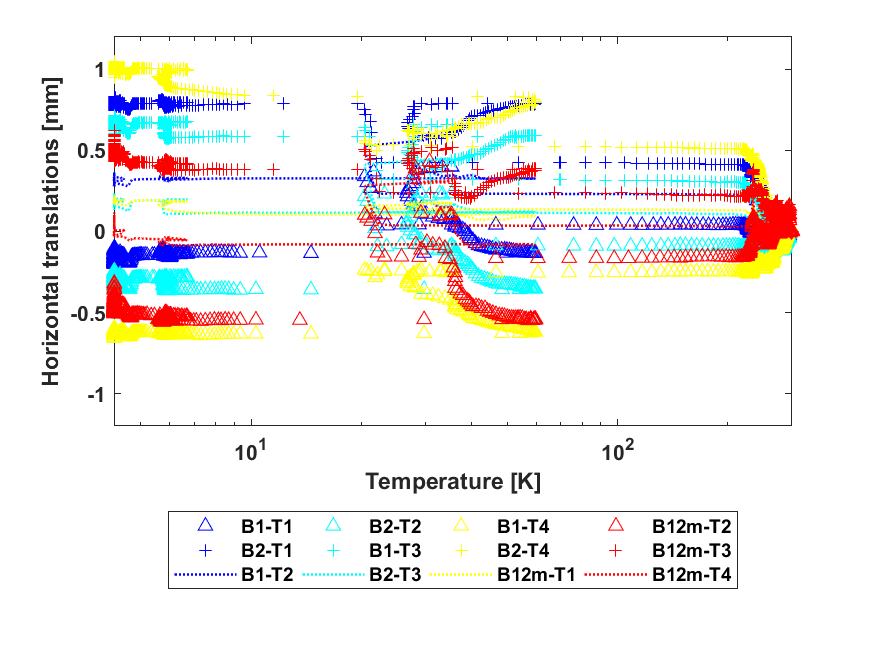 Horizontal translations [mm]
1
0.5
0
-0.5
-1
10^1
10^2
Temperature [K]
B1-T1 B2-T2 B1-T4 B12m-T2
B2-T1 B1-T3 B2-T4 B12m-T3
B1-T2 B2-T3 B12m-T1 B12m-T4